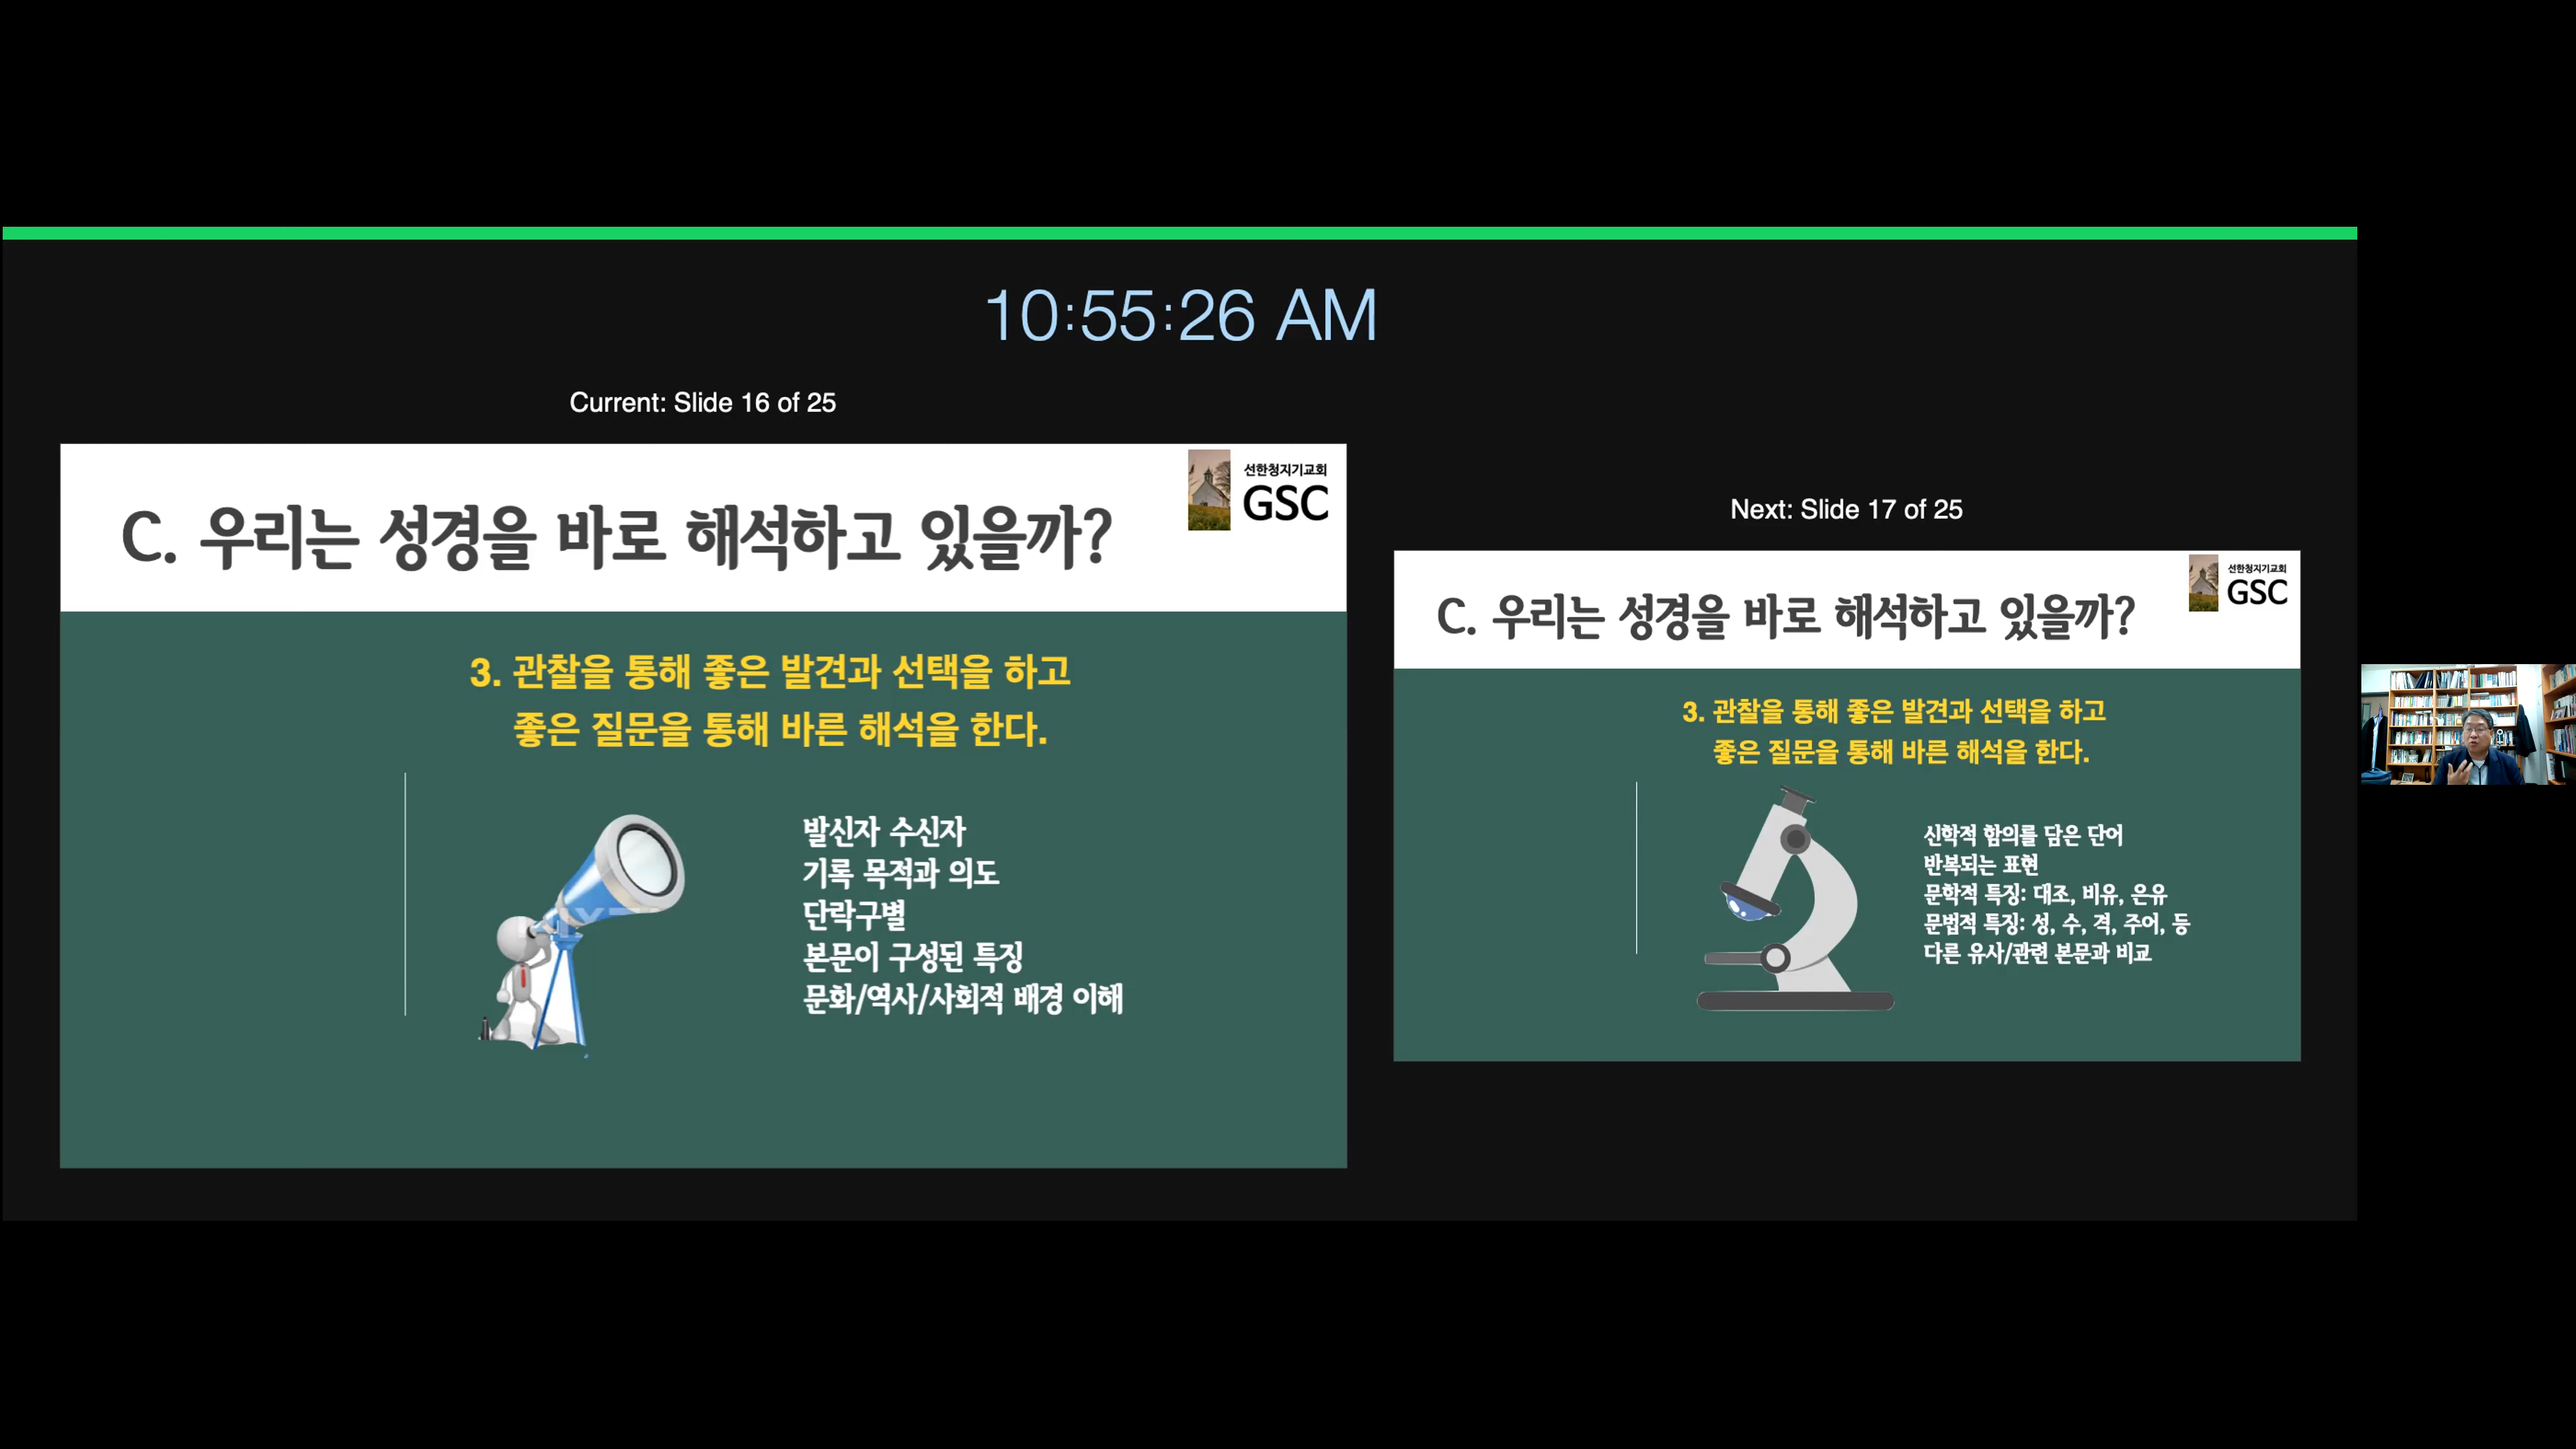 10:55:26 AM
Current: Slide 16 of 25
선한청지기교회
GSC
C. 우리는 성경을 바로 해석하고 있을까?
3. 관찰을 통해 좋은 발견과 선택을 하고
좋은 질문을 통해 바른 해석을 한다.
발신자 수신자
기록 목적과 의도
단락구별
본문이 구성된 특징
문화/역사/사회적 배경 이해
Next: Slide 17 of 25
선한청지기교회
GSC
C. 우리는 성경을 바로 해석하고 있을까?
3. 관찰을 통해 좋은 발견과 선택을 하고
좋은 질문을 통해 바른 해석을 한다.
신학적 함의를 담은 단어
반복되는 표현
문학적 특징: 대조, 비유, 은유
문법적 특징: 성, 수, 격, 주어, 등
다른 유사/관련 본문과 비교